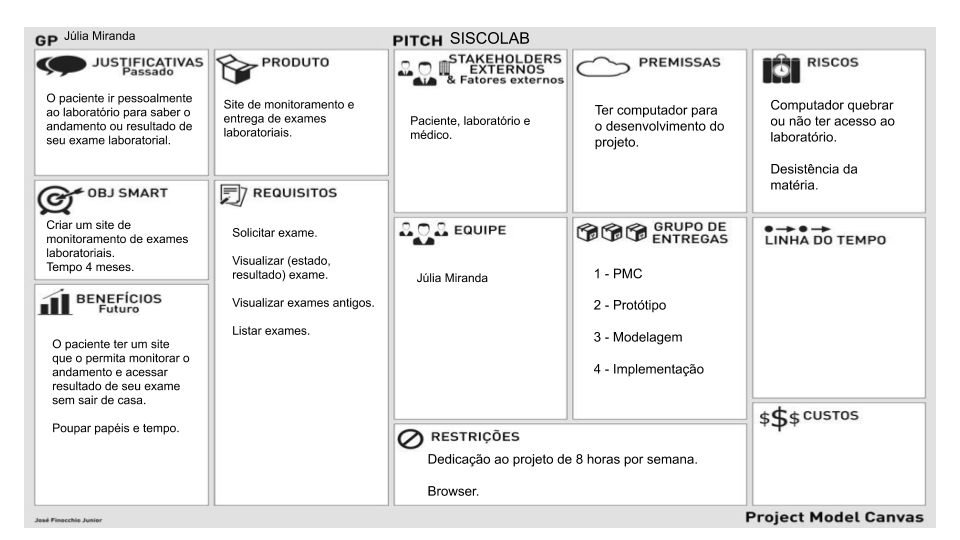 GP Júlia Miranda
PITCH SISCOLAB
JUSTIFICATIVAS
Passado
O paciente ir pessoalmente
ao laboratório para saber o
andamento ou resultado de
seu exame laboratorial.
OBJ SMART
Criar um site de
monitoramento de exames
laboratoriais.
Tempo 4 meses.
BENEFÍCIOS
Futuro
O paciente ter um site
que o permita monitorar o
andamento e acessar
resultado de seu exame
sem sair de casa.
Poupar papéis e tempo.
PRODUTO
Site de monitoramento e
entrega de exames
laboratoriais.
REQUISITOS
Solicitar exame.
Visualizar (estado,
resultado) exame.
Visualizar exames antigos.
Listar exames.
STAKEHOLDERS
EXTERNOS
& Fatores externos
Paciente, laboratório e
médico.
EQUIPE
Júlia Miranda
PREMISSAS
Ter computador para
o desenvolvimento do
projeto.
GRUPO DE
ENTREGAS
1 - PMC
2 - Protótipo
3 - Modelagem
4 - Implementação
RESTRIÇÕES
Dedicação ao projeto de 8 horas por semana.
Browser.
RISCOS
Computador quebrar
ou não ter acesso ao
laboratório.
Desistência da
matéria.
LINHA DO TEMPO
$$$ CUSTOS
José Finocchio Junior
Project Model Canvas